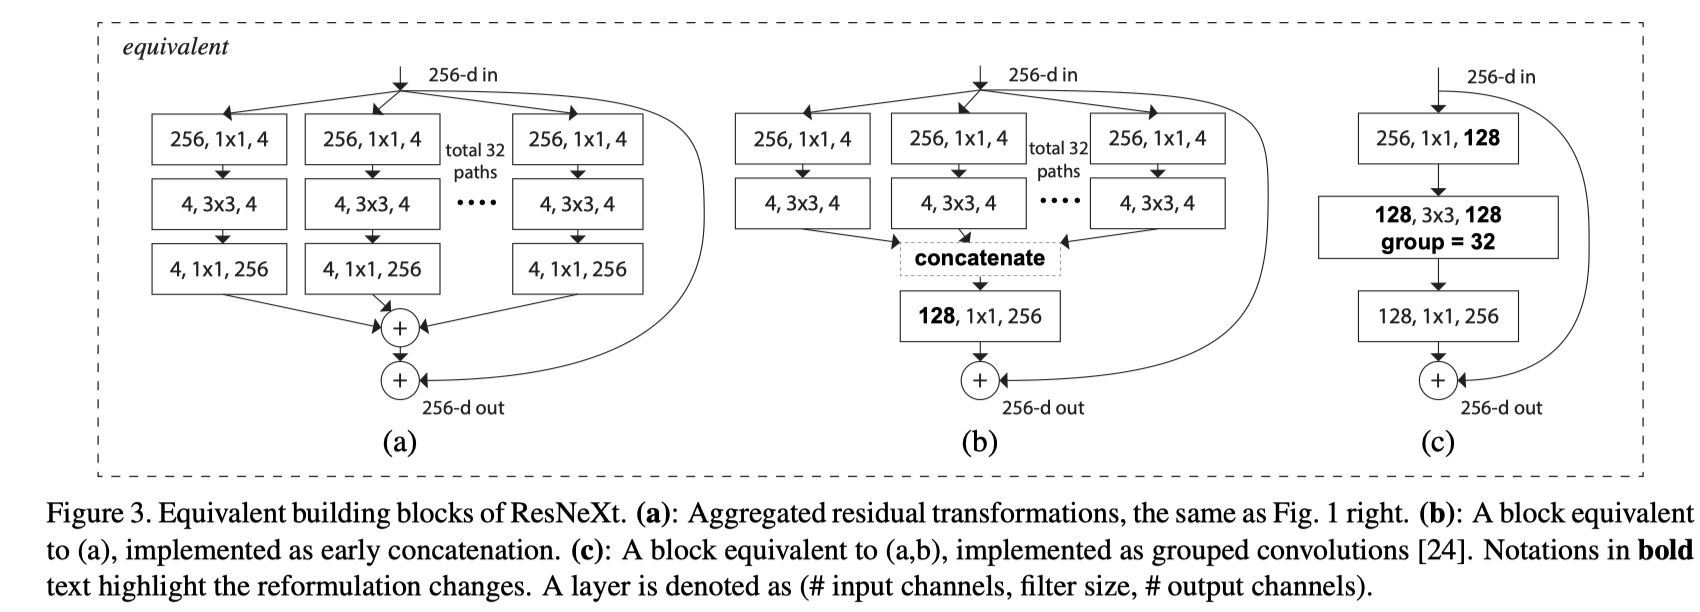 equivalent
256-d in
256, 1x1, 4
256, 1x1, 4
total 32
paths
256, 1x1, 4
4, 3x3, 4
4, 3x3, 4
....
4, 3x3, 4
4, 1x1, 256
4, 1x1, 256
4, 1x1, 256
+
+
256-d out
(a)
256-d in
256, 1x1, 4
256, 1x1, 4
total 32
paths
256, 1x1, 4
4, 3x3, 4
4, 3x3, 4
....
4, 3x3, 4
concatenate
128, 1x1, 256
+
256-d out
(b)
256-d in
256, 1x1, 128
128, 3x3, 128
group = 32
128, 1x1, 256
+
256-d out
(c)
Figure 3. Equivalent building blocks of ResNeXt. (a): Aggregated residual transformations, the same as Fig. 1 right. (b): A block equivalent
to (a), implemented as early concatenation. (c): A block equivalent to (a,b), implemented as grouped convolutions [24]. Notations in bold
text highlight the reformulation changes. A layer is denoted as (# input channels, filter size, # output channels).